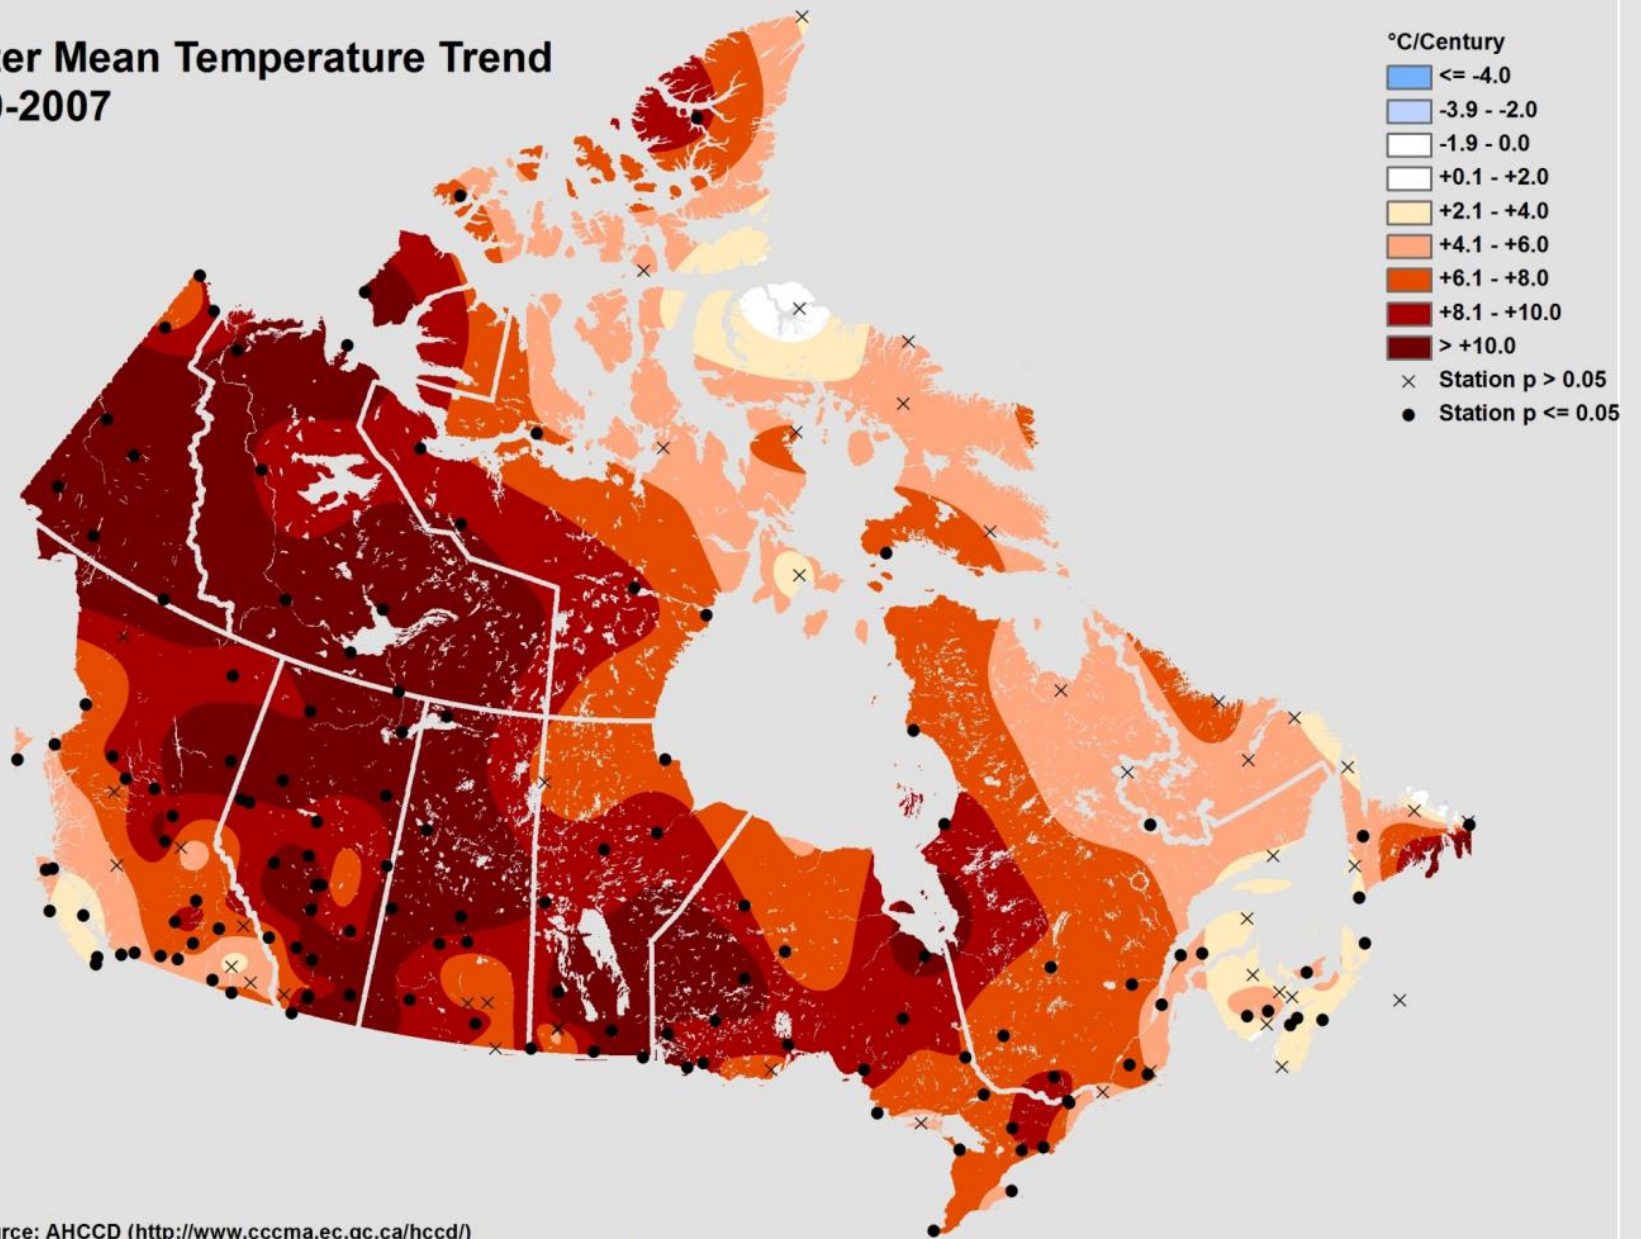 er Mean Temperature Trend
-2007
°C/Century
<= -4.0
-3.9 - -2.0
-1.9 - 0.0
+0.1 - +2.0
+2.1 - +4.0
+4.1 - +6.0
+6.1 - +8.0
+8.1 - +10.0
> +10.0
Station p > 0.05
Station p <= 0.05
rce: AHCCD (http://www.cccma.ec.gc.ca/hccd/)